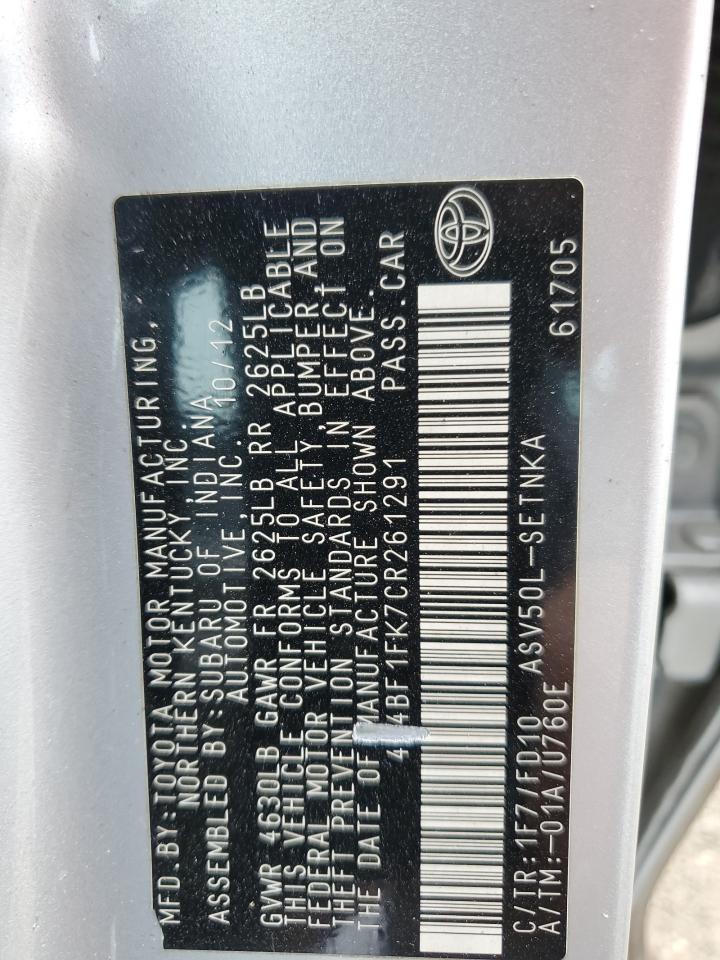 MFD.BY:TOYOTA MOTOR MANUFACTURING,
NORTHERN KENTUCKY,INC
ASSEMBLED BY:SUBARU OF INDIANA
AUTOMOTIVE INC. 10/12
GVWR 4630LB GAWR FR 2625LB RR 2625LB
THIS VEHICLE CONFORMS TO ALL APPLICABLE
FEDERAL MOTOR VEHICLE SAFETY,BUMPER,AND
THEFT PREVENTION STANDARDS IN EFFECT ON
THE DATE OF MANUFACTURE SHOWN ABOVE.
BF1FK7CR261291 PASS.CAR
C/TR:1F7/FD10 ASV50L-SETNKA
A/TM:-01A/U760E 61705